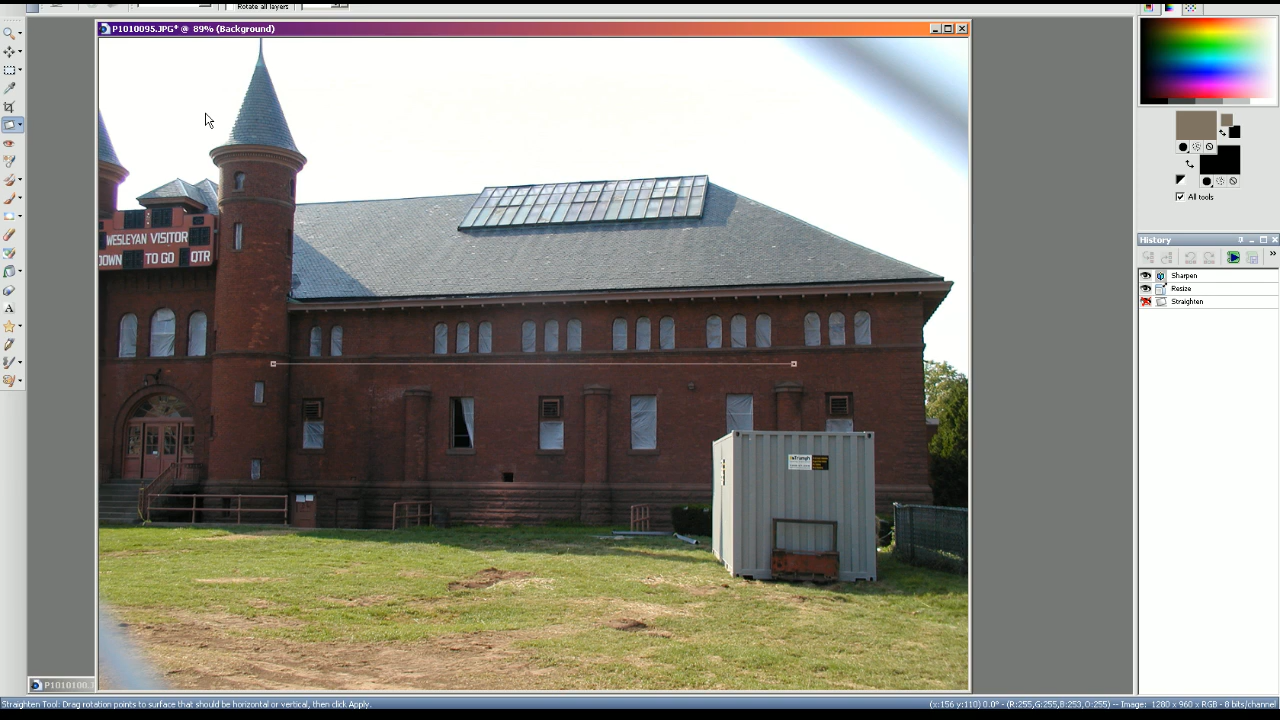 Rotate all layers
P1010095.JPG* @ 89% (Background)
WESLEYAN VISITOR
DOWN TO GO QTR
All tools
History
Sharpen
Resize
Straighten
P1010100.J
Straighten Tool: Drag rotation points to surface that should be horizontal or vertical, then click Apply.
(x:156 y:110) 0.0° - (R:255,G:255,B:253,O:255) -- Image: 1280 x 960 x RGB - 8 bits/channel